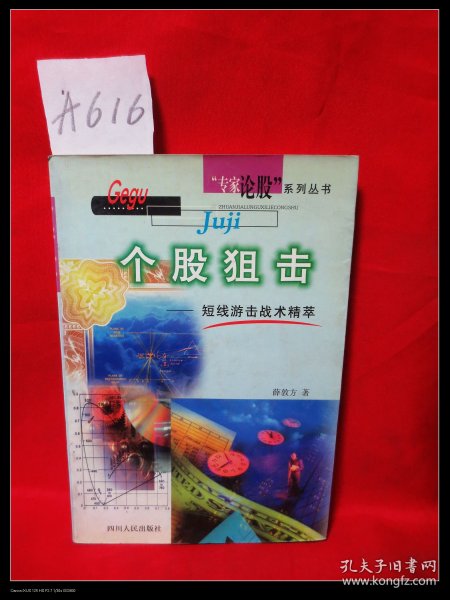 A616
Gegu
"专家论股"系列丛书
ZHUANJIALUNGUXILIECONGSHU
Juji
个股狙击
——短线游击战术精萃
薛敦方 著
四川人民出版社
孔夫子旧书网
www.kongfz.com